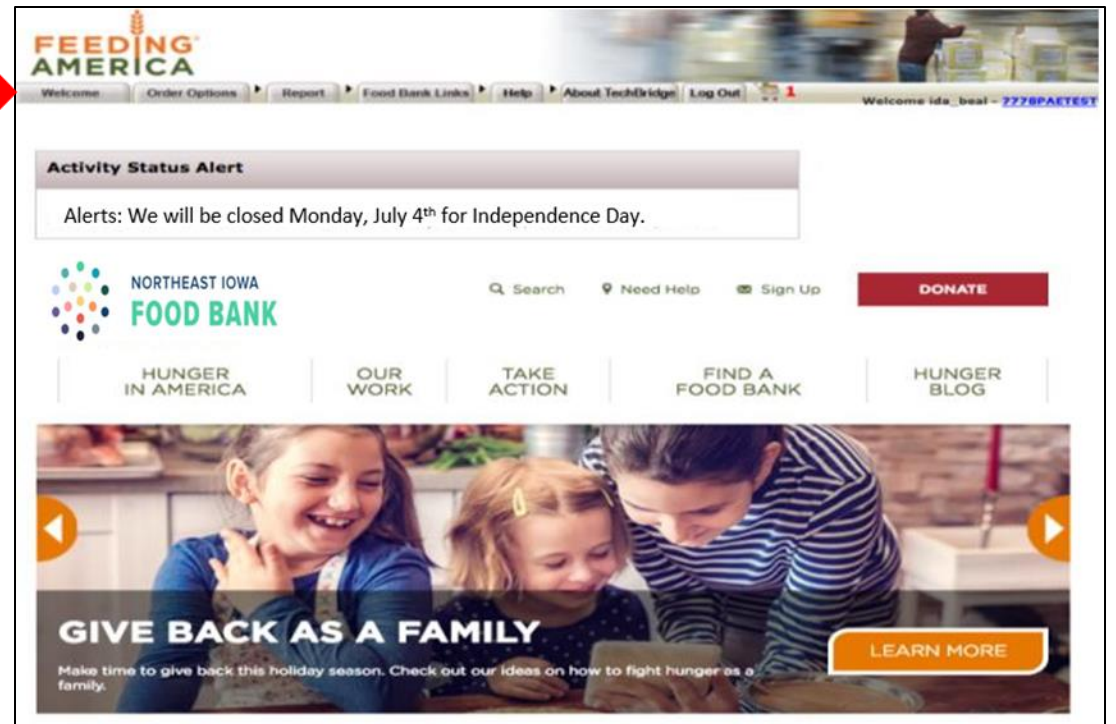 FEEDING
AMERICA
Welcome Order Options Report Food Bank Links Help About TechBridge Log Out 1
Welcome ida_beal - 7778PAETEST
Activity Status Alert
Alerts: We will be closed Monday, July 4th for Independence Day.
NORTHEAST IOWA
FOOD BANK
Search Need Help Sign Up DONATE
HUNGER
IN AMERICA
OUR
WORK
TAKE
ACTION
FIND A
FOOD BANK
HUNGER
BLOG
GIVE BACK AS A FAMILY
Make time to give back this holiday season. Check out our ideas on how to fight hunger as a
family.
LEARN MORE